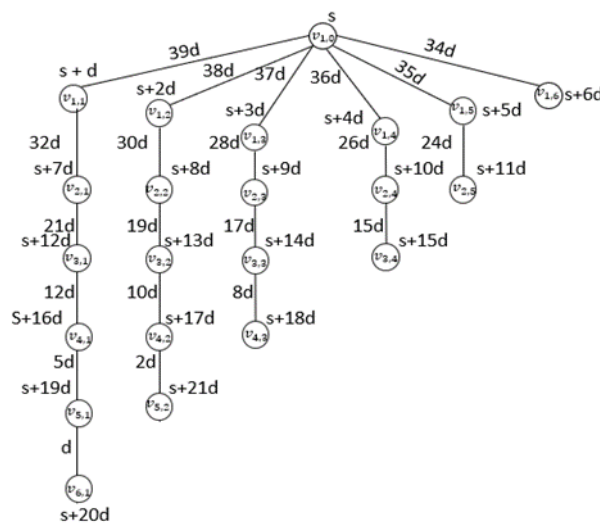 s
v1,0
39d 38d 37d 36d 35d 34d
s + d s+2d s+3d s+4d s+5d s+6d
v1,1 v1,2 v1,3 v1,4 v1,5 v1,6
32d 30d 28d 26d 24d
s+7d s+8d s+9d s+10d s+11d
v2,1 v2,2 v2,3 v2,4 v2,5
21d 19d 17d 15d
s+12d s+13d s+14d s+15d
v3,1 v3,2 v3,3 v3,4
12d 10d 8d
S+16d s+17d s+18d
v4,1 v4,2 v4,3
5d 2d
s+19d s+21d
v5,1 v5,2
d
v6,1
s+20d